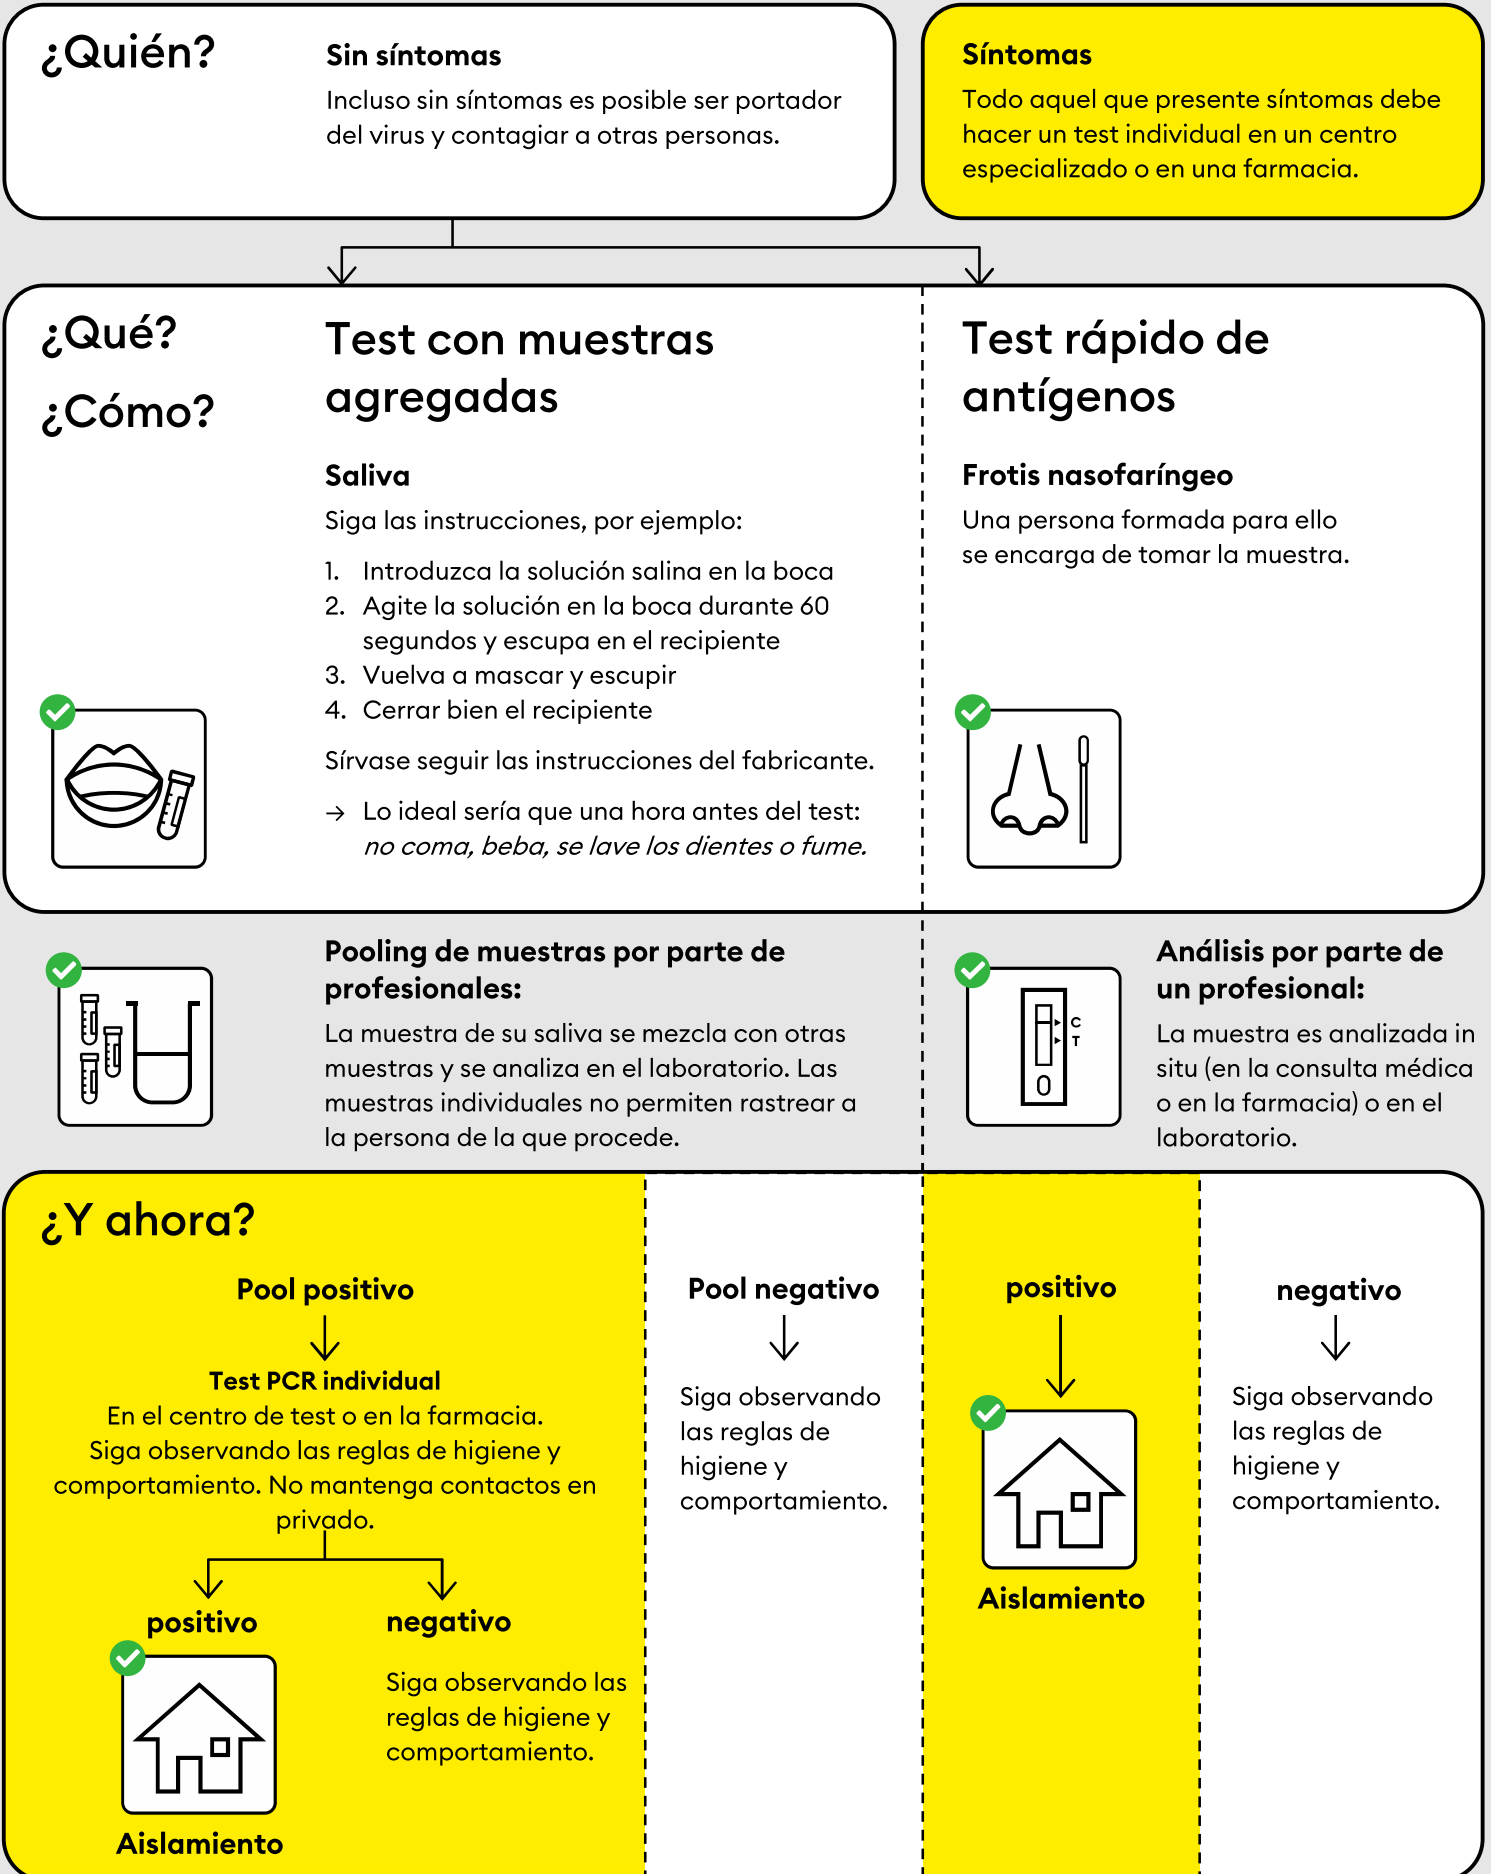 ¿Quién?
Sin síntomas
Incluso sin síntomas es posible ser portador
del virus y contagiar a otras personas.
Síntomas
Todo aquel que presente síntomas debe
hacer un test individual en un centro
especializado o en una farmacia.
¿Qué?
¿Cómo?
Test con muestras
agregadas
Saliva
Siga las instrucciones, por ejemplo:
1. Introduzca la solución salina en la boca
2. Agite la solución en la boca durante 60
segundos y escupa en el recipiente
3. Vuelva a mascar y escupir
4. Cerrar bien el recipiente
Sírvase seguir las instrucciones del fabricante.
→ Lo ideal sería que una hora antes del test:
no coma, beba, se lave los dientes o fume.
Test rápido de
antígenos
Frotis nasofaríngeo
Una persona formada para ello
se encarga de tomar la muestra.
Pooling de muestras por parte de
profesionales:
La muestra de su saliva se mezcla con otras
muestras y se analiza en el laboratorio. Las
muestras individuales no permiten rastrear a
la persona de la que procede.
C
T
Análisis por parte de
un profesional:
La muestra es analizada in
situ (en la consulta médica
o en la farmacia) o en el
laboratorio.
¿Y ahora?
Pool positivo
Test PCR individual
En el centro de test o en la farmacia.
Siga observando las reglas de higiene y
comportamiento. No mantenga contactos en
privado.
positivo
Aislamiento
negativo
Siga observando las
reglas de higiene y
comportamiento.
Pool negativo
Siga observando
las reglas de
higiene y
comportamiento.
positivo
Aislamiento
negativo
Siga observando
las reglas de
higiene y
comportamiento.